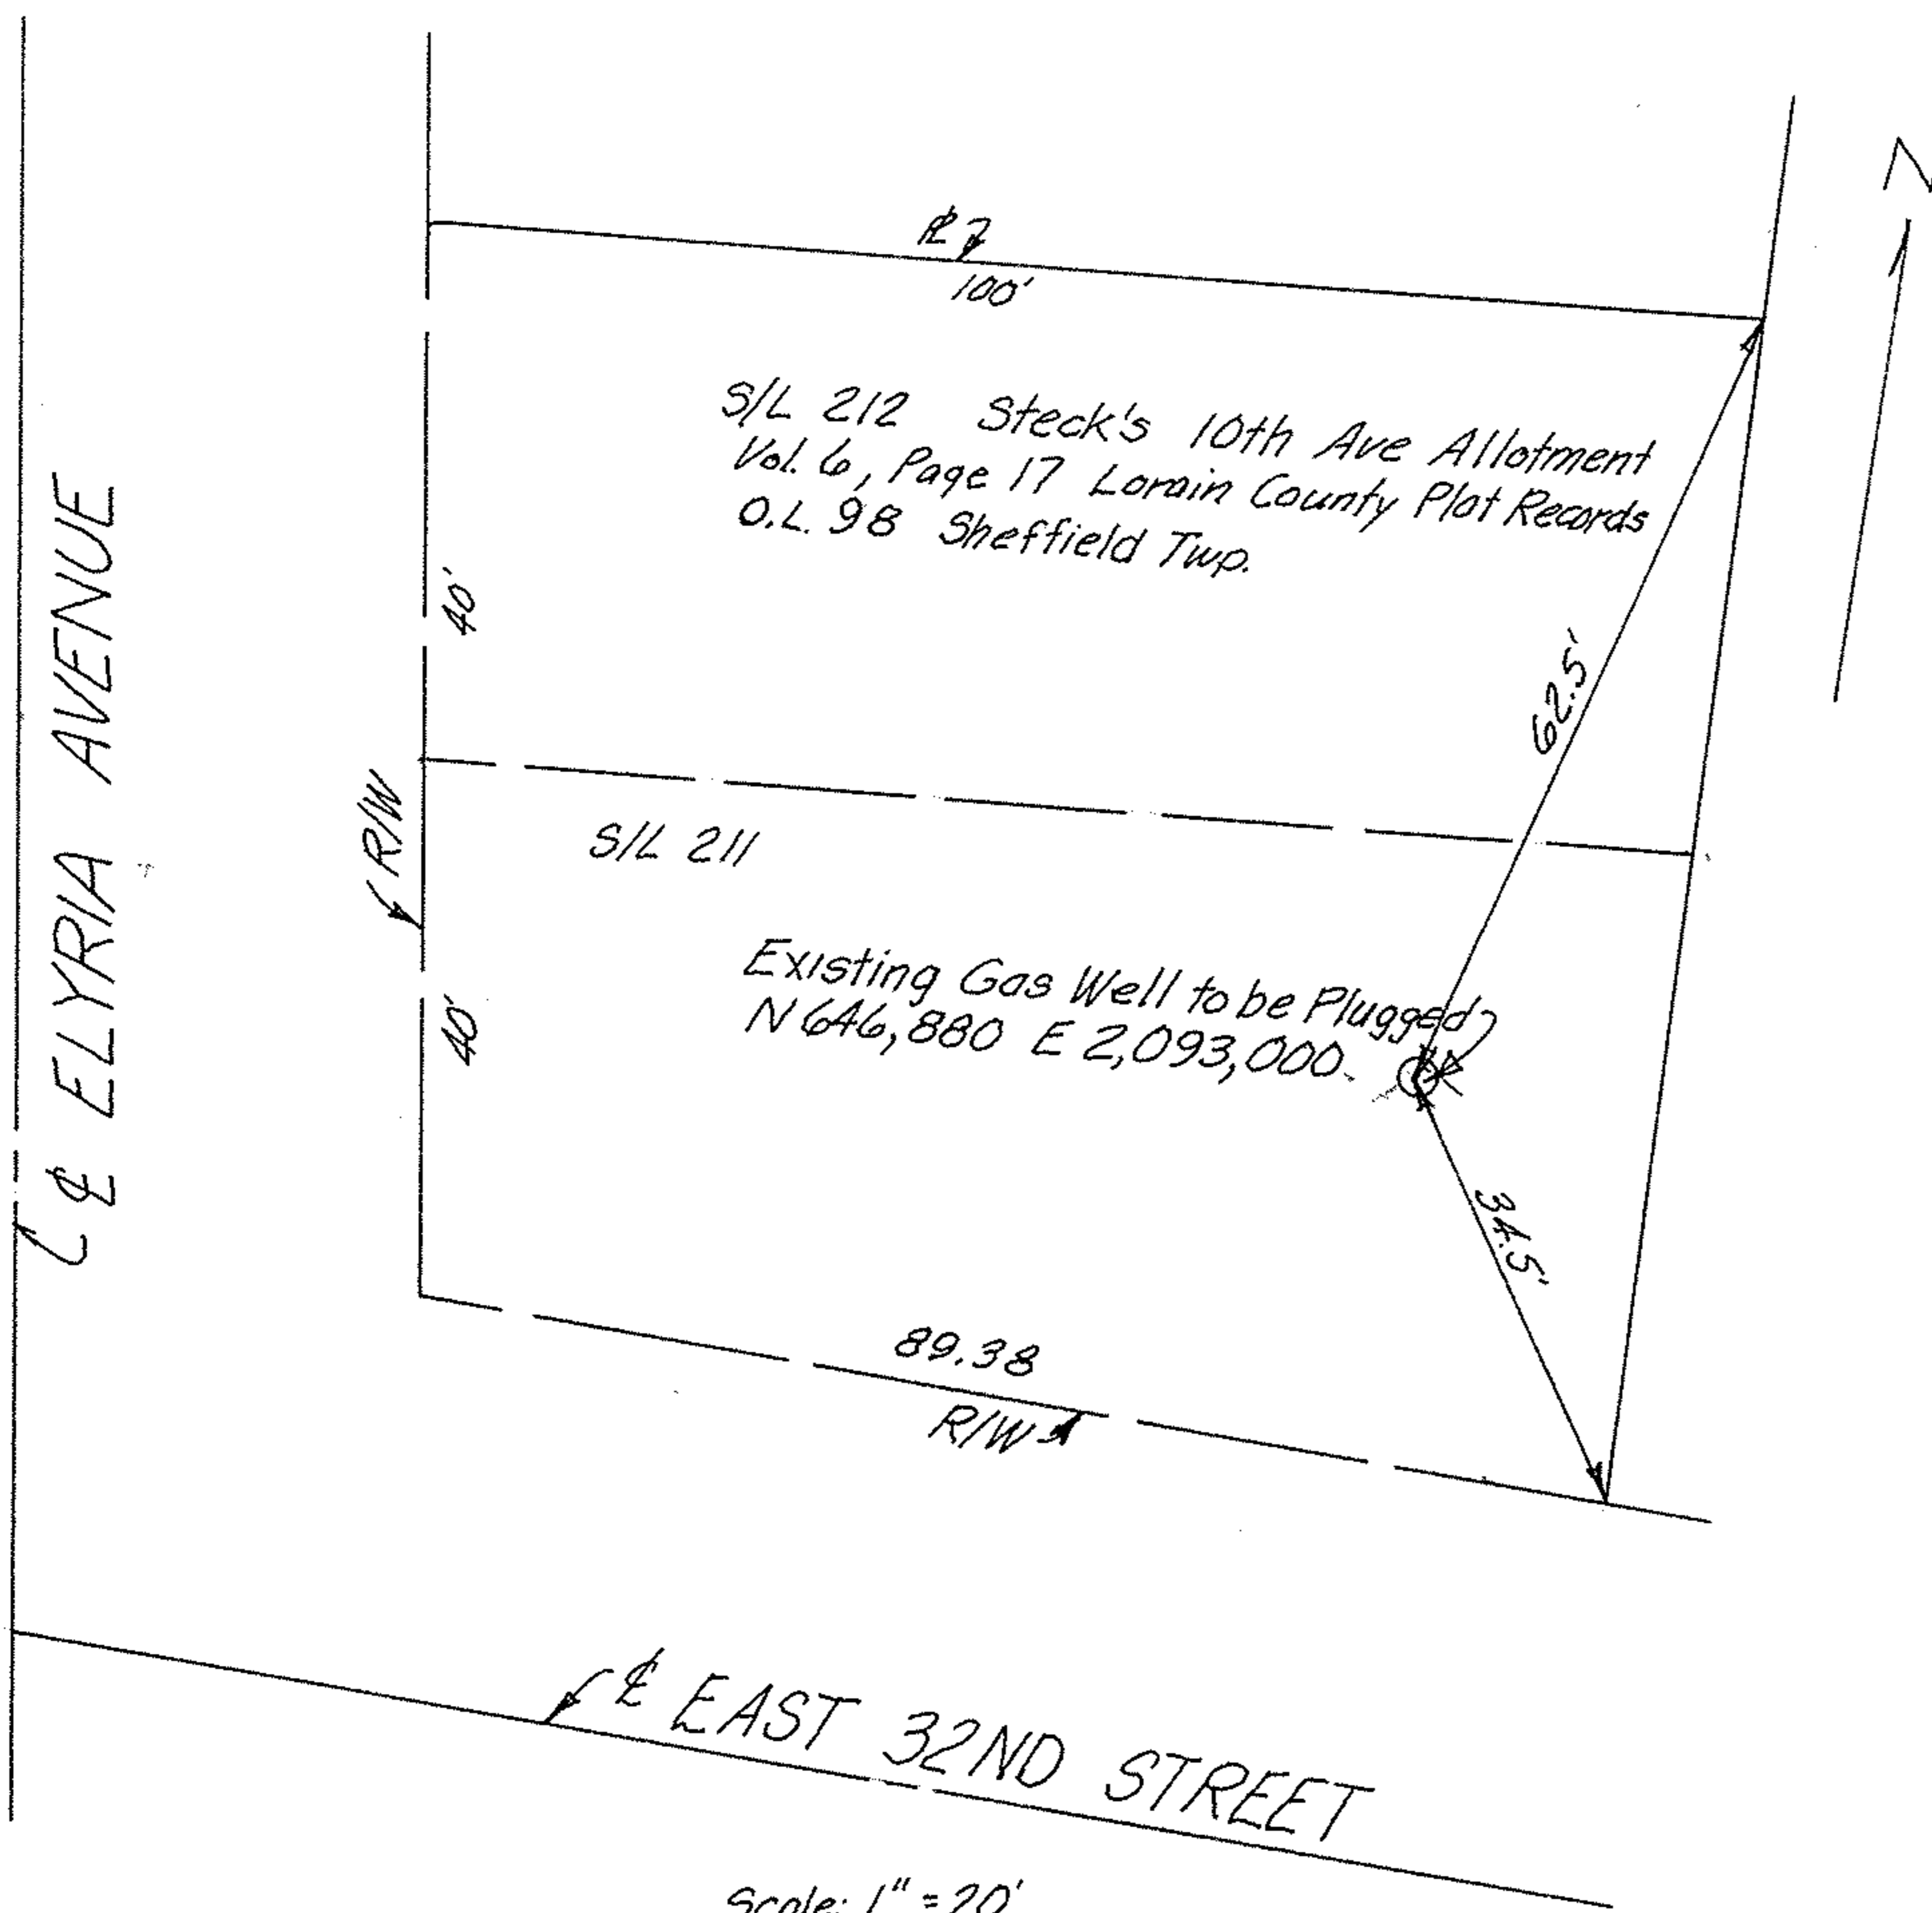 N
℄ ELYRIA AVENUE
℄
100'
S/L 212 Steck's 10th Ave Allotment
Vol. 6, Page 17 Lorain County Plat Records
O.L. 98 Sheffield Twp.
40'
62.5'
R/W
S/L 211
Existing Gas Well to be Plugged
N 646,880 E 2,093,000
40'
34.5'
89.38
R/W
℄ EAST 32ND STREET
Scale: 1" = 20'